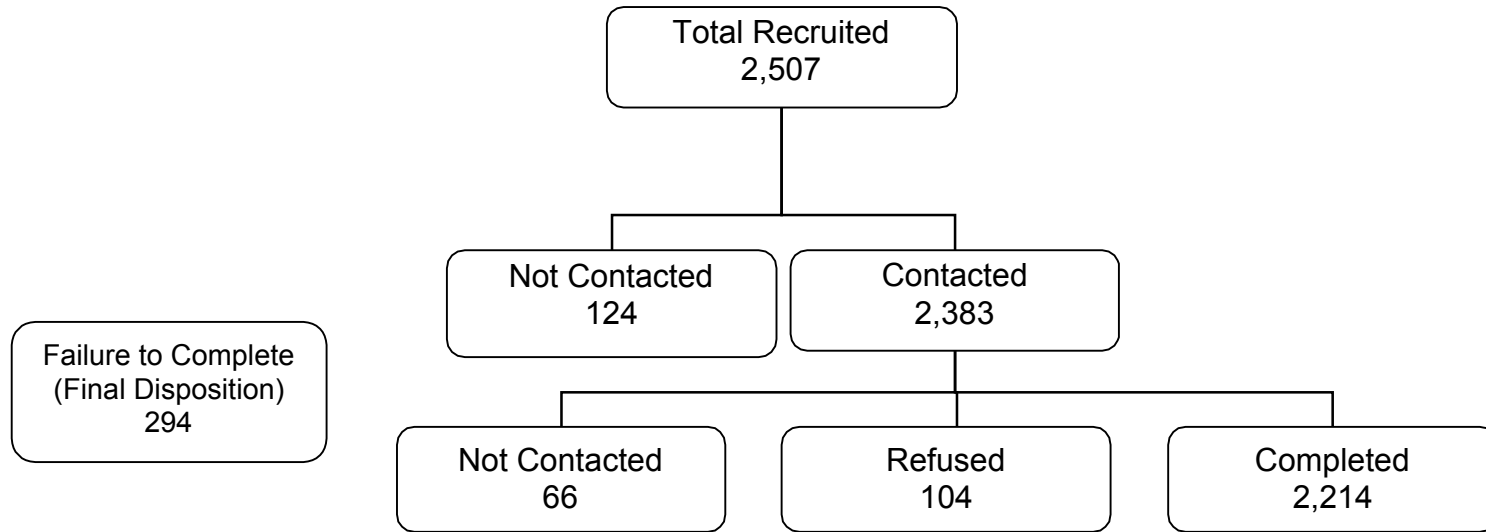 Total Recruited
2,507
Not Contacted
124
Contacted
2,383
Failure to Complete
(Final Disposition)
294
Not Contacted
66
Refused
104
Completed
2,214